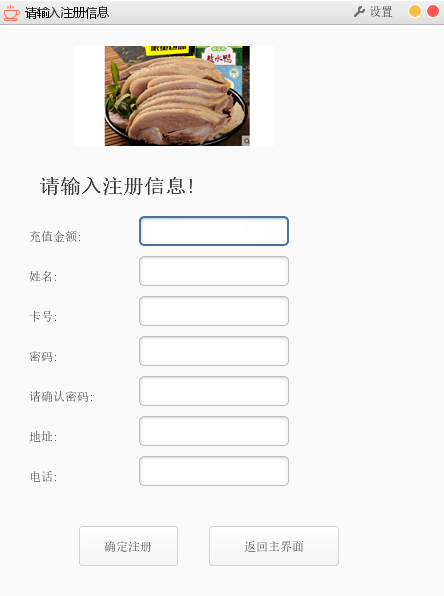 请输入注册信息
设置
盐水鸭
请输入注册信息!
充值金额:
姓名:
卡号:
密码:
请确认密码:
地址:
电话:
确定注册
返回主界面